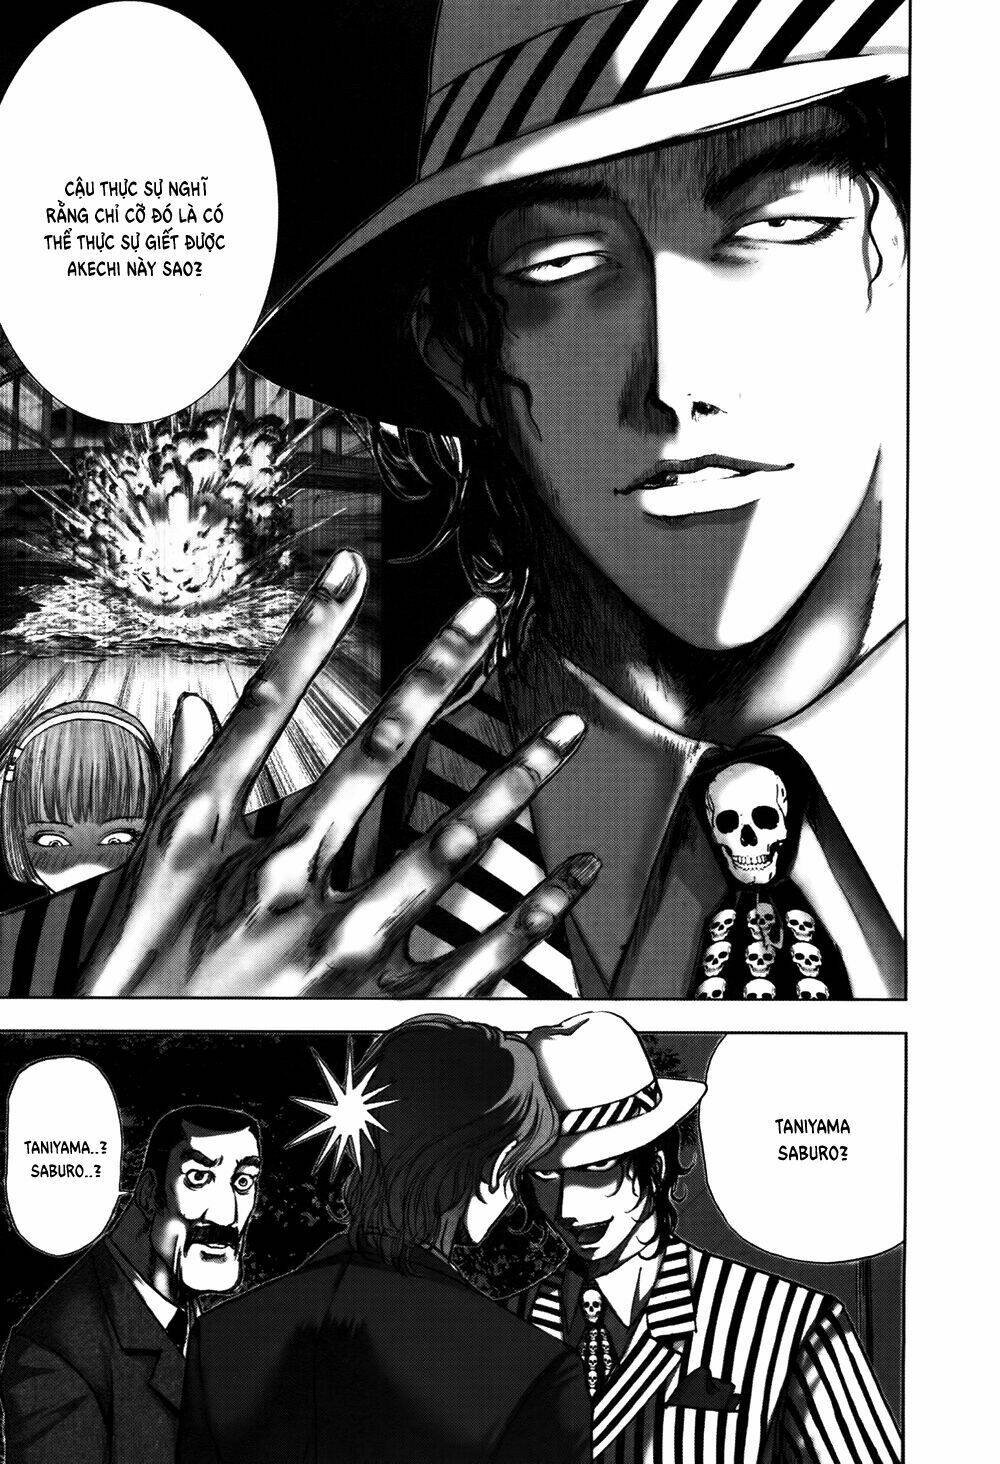 CẬU THỰC SỰ NGHĨ
RẰNG CHỈ CỠ ĐÓ LÀ CÓ
THỂ THỰC SỰ GIẾT ĐƯỢC
AKECHI NÀY SAO?
TANIYAMA
SABURO?
TANIYAMA..?
SABURO..?